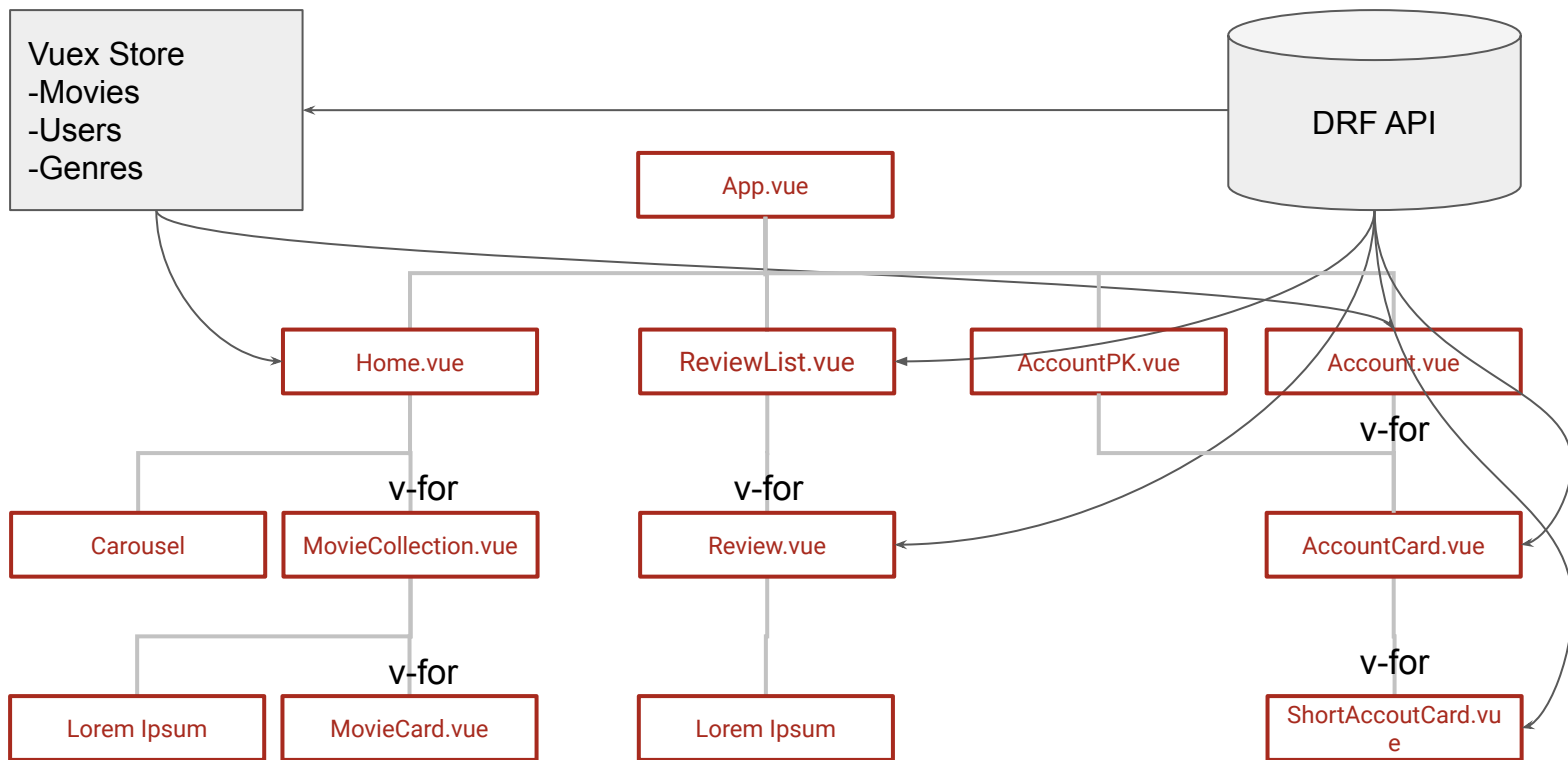 Vuex Store
-Movies
-Users
-Genres
DRF API
App.vue
Home.vue
ReviewList.vue
AccountPK.vue
Account.vue
v-for
v-for
v-for
Carousel
MovieCollection.vue
Review.vue
AccountCard.vue
v-for
v-for
Lorem Ipsum
MovieCard.vue
Lorem Ipsum
ShortAccoutCard.vu
e